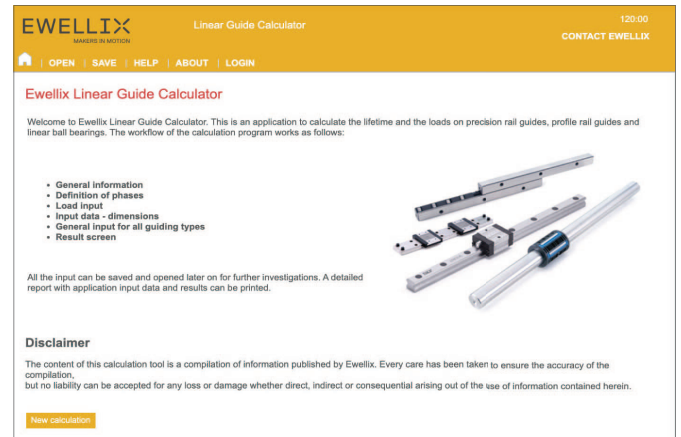 EWELLIX
MAKERS IN MOTION
Linear Guide Calculator
120:00
CONTACT EWELLIX
| OPEN | SAVE | HELP | ABOUT | LOGIN
Ewellix Linear Guide Calculator
Welcome to Ewellix Linear Guide Calculator. This is an application to calculate the lifetime and the loads on precision rail guides, profile rail guides and
linear ball bearings. The workflow of the calculation program works as follows:
• General information
• Definition of phases
• Load input
• Input data - dimensions
• General input for all guiding types
• Result screen
All the input can be saved and opened later on for further investigations. A detailed
report with application input data and results can be printed.
Disclaimer
The content of this calculation tool is a compilation of information published by Ewellix. Every care has been taken to ensure the accuracy of the
compilation,
but no liability can be accepted for any loss or damage whether direct, indirect or consequential arising out of the use of information contained herein.
New calculation